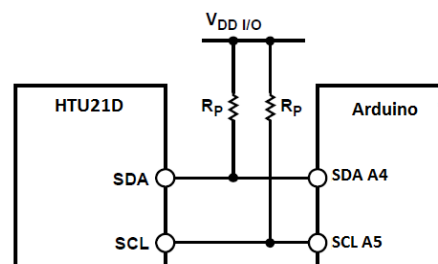 VDD I/O
HTU21D
RP
RP
Arduino
SDA
SDA A4
SCL
SCL A5